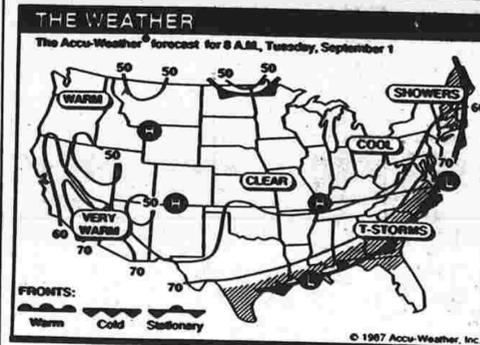 THE WEATHER
The Accu-Weather® forecast for 8 A.M., Tuesday, September 1
50 50 50 50
WARM
SHOWERS
60
H
COOL
50
70
L
CLEAR
50 H
H
VERY
WARM
T-STORMS
60
70
70
70
L
FRONTS:
Warm Cold Stationary
© 1987 Accu-Weather, Inc.